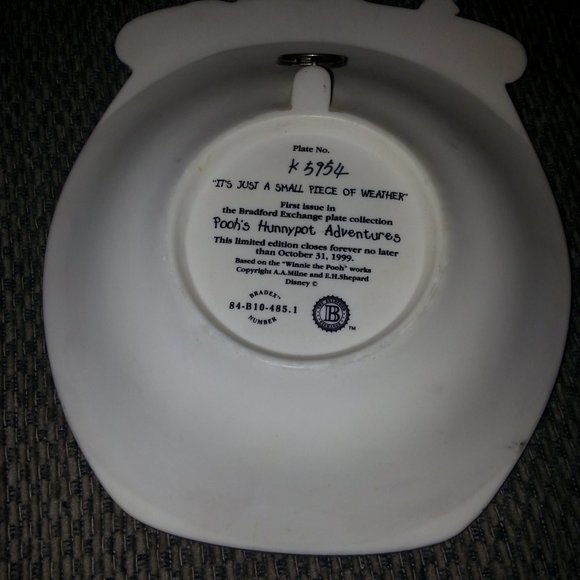 Plate No.
K5954
"IT'S JUST A SMALL PIECE OF WEATHER"
First issue in
the Bradford Exchange plate collection
Pooh's Hunnypot Adventures
This limited edition closes forever no later
than October 31, 1999.
Based on the "Winnie the Pooh" works
Copyright A.A.Milne and E.H.Shepard
Disney ©
BRADEX™
84-B10-485.1
NUMBER
B
TM